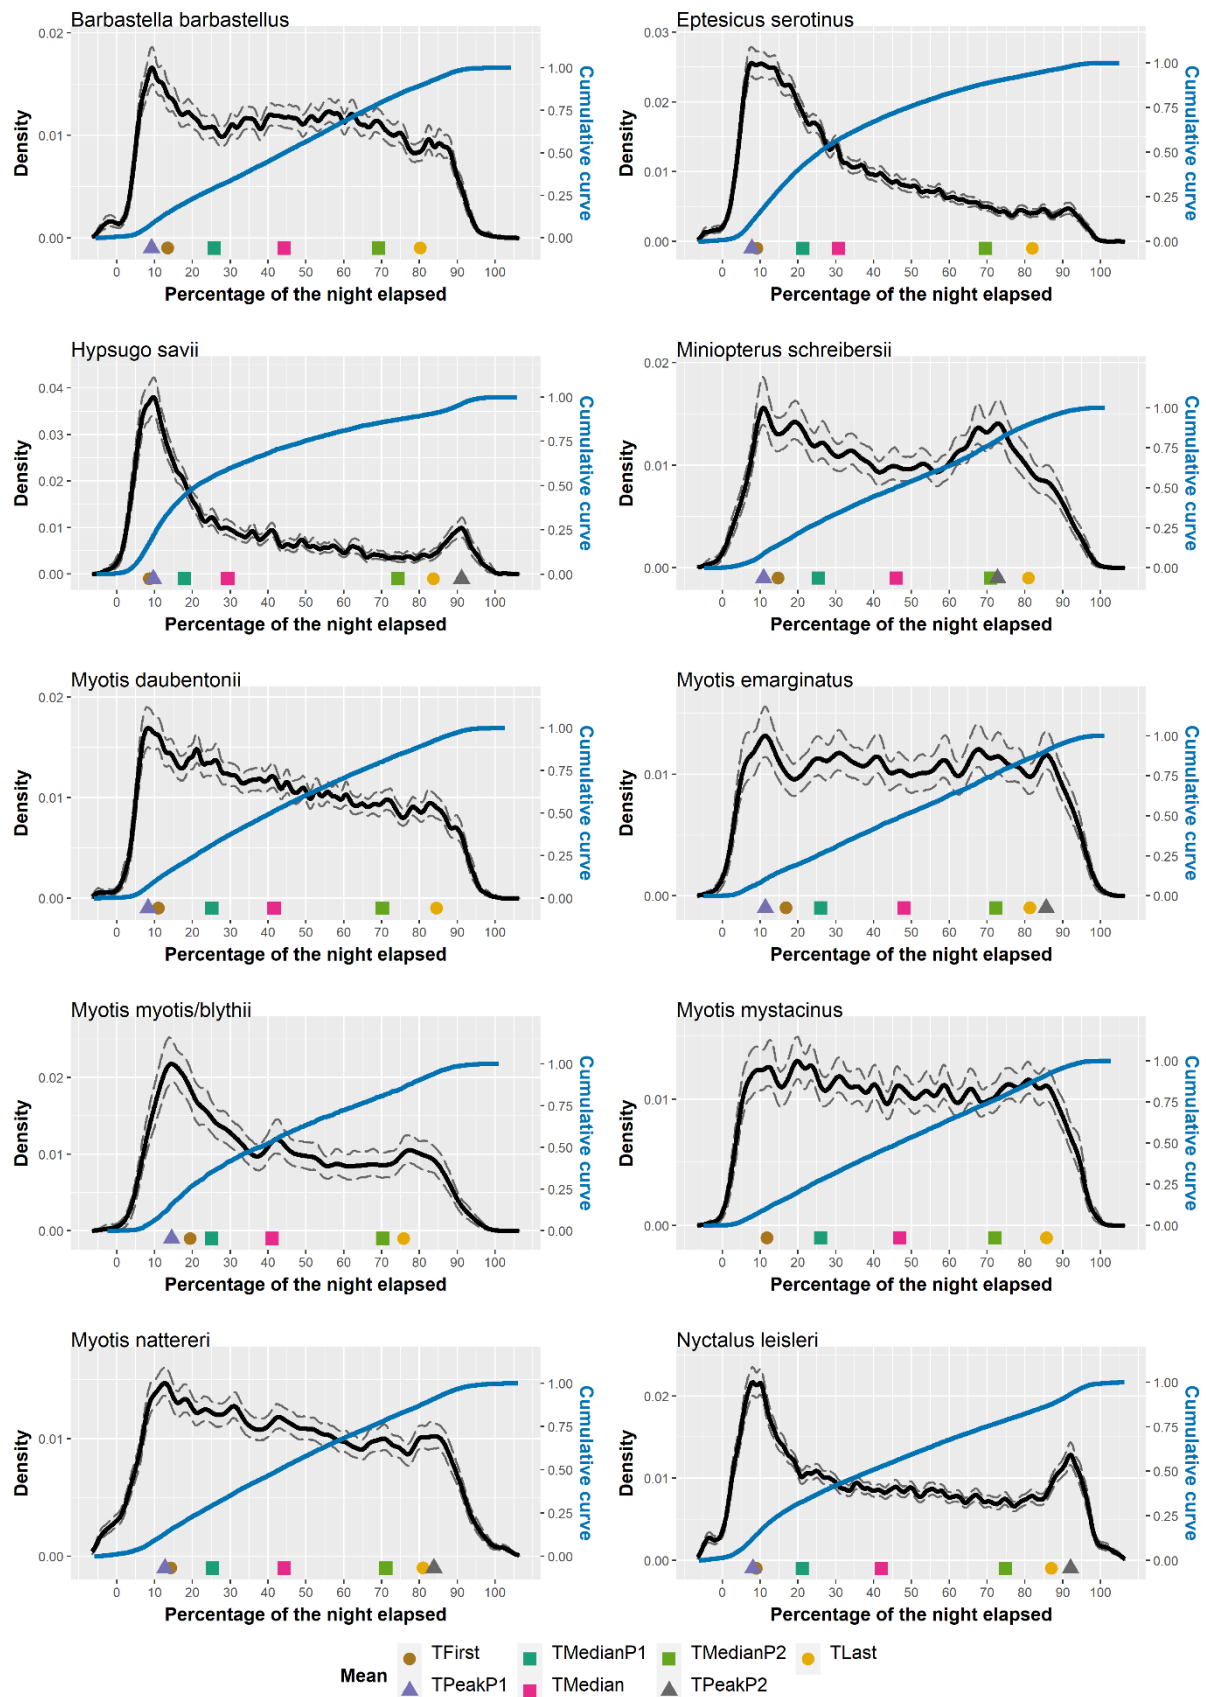 Barbastella barbastellus
0.02
0.01
0.00
Density
1.00
0.75
0.50
0.25
0.00
Cumulative curve
0 10 20 30 40 50 60 70 80 90 100
Percentage of the night elapsed
Eptesicus serotinus
0.03
0.02
0.01
0.00
Density
1.00
0.75
0.50
0.25
0.00
Cumulative curve
0 10 20 30 40 50 60 70 80 90 100
Percentage of the night elapsed
Hypsugo savii
0.04
0.03
0.02
0.01
0.00
Density
1.00
0.75
0.50
0.25
0.00
Cumulative curve
0 10 20 30 40 50 60 70 80 90 100
Percentage of the night elapsed
Miniopterus schreibersii
0.02
0.01
0.00
Density
1.00
0.75
0.50
0.25
0.00
Cumulative curve
0 10 20 30 40 50 60 70 80 90 100
Percentage of the night elapsed
Myotis daubentonii
0.02
0.01
0.00
Density
1.00
0.75
0.50
0.25
0.00
Cumulative curve
0 10 20 30 40 50 60 70 80 90 100
Percentage of the night elapsed
Myotis emarginatus
0.01
0.00
Density
1.00
0.75
0.50
0.25
0.00
Cumulative curve
0 10 20 30 40 50 60 70 80 90 100
Percentage of the night elapsed
Myotis myotis/blythii
0.02
0.01
0.00
Density
1.00
0.75
0.50
0.25
0.00
Cumulative curve
0 10 20 30 40 50 60 70 80 90 100
Percentage of the night elapsed
Myotis mystacinus
0.01
0.00
Density
1.00
0.75
0.50
0.25
0.00
Cumulative curve
0 10 20 30 40 50 60 70 80 90 100
Percentage of the night elapsed
Myotis nattereri
0.01
0.00
Density
1.00
0.75
0.50
0.25
0.00
Cumulative curve
0 10 20 30 40 50 60 70 80 90 100
Percentage of the night elapsed
Nyctalus leisleri
0.02
0.01
0.00
Density
1.00
0.75
0.50
0.25
0.00
Cumulative curve
0 10 20 30 40 50 60 70 80 90 100
Percentage of the night elapsed
Mean
TFirst TMedianP1 TMedianP2 TLast
TPeakP1 TMedian TPeakP2